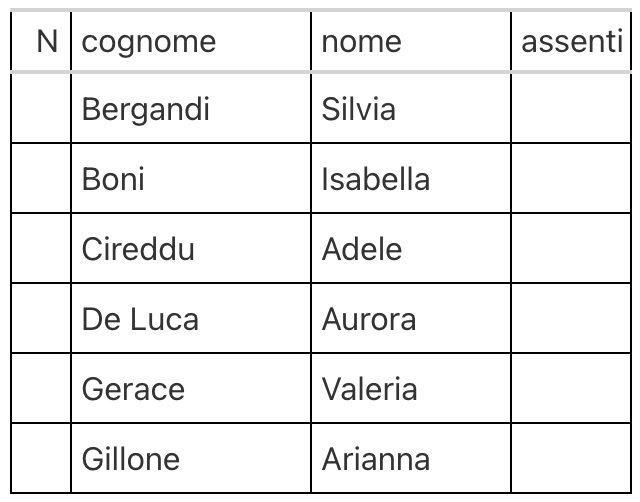 N cognome nome assenti
Bergandi Silvia
Boni Isabella
Cireddu Adele
De Luca Aurora
Gerace Valeria
Gillone Arianna